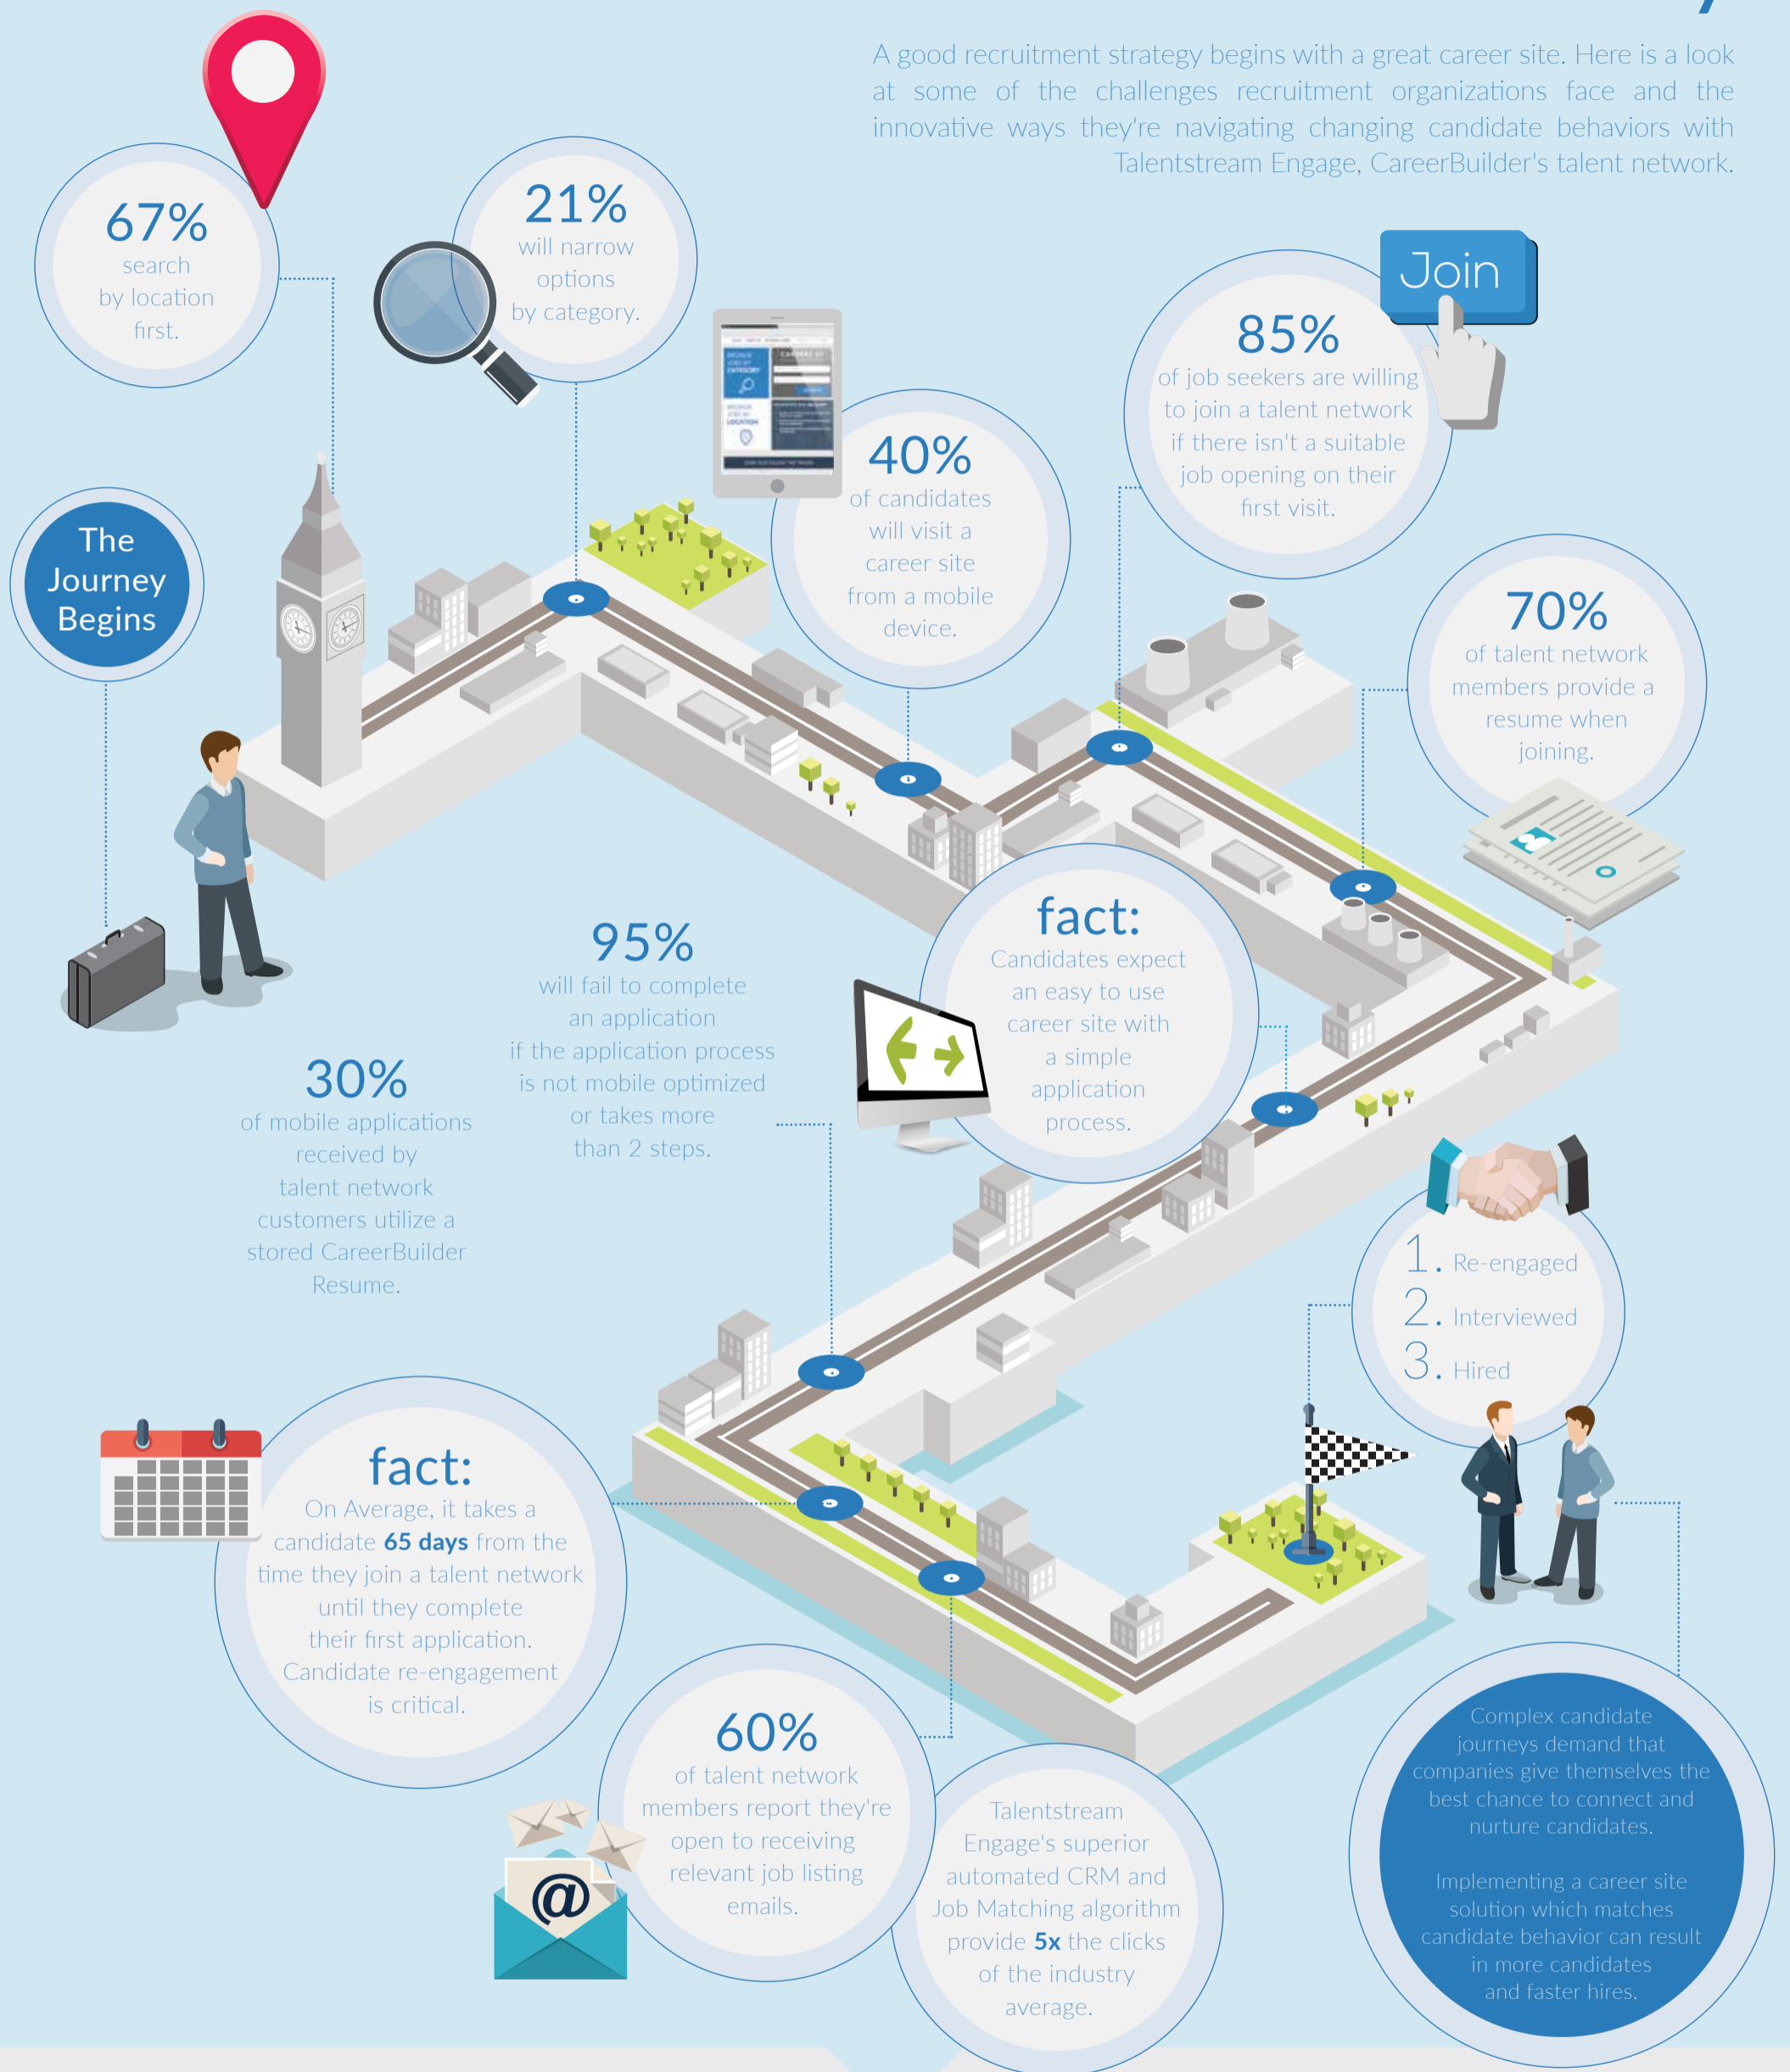 A good recruitment strategy begins with a great career site. Here is a look
at some of the challenges recruitment organizations face and the
innovative ways they're navigating changing candidate behaviors with
Talentstream Engage, CareerBuilder's talent network.
67%
search
by location
first.
21%
will narrow
options
by category.
Join
85%
of job seekers are willing
to join a talent network
if there isn't a suitable
job opening on their
first visit.
40%
of candidates
will visit a
career site
from a mobile
device.
The
Journey
Begins
70%
of talent network
members provide a
resume when
joining.
fact:
Candidates expect
an easy to use
career site with
a simple
application
process.
95%
will fail to complete
an application
if the application process
is not mobile optimized
or takes more
than 2 steps.
30%
of mobile applications
received by
talent network
customers utilize a
stored CareerBuilder
Resume.
1. Re-engaged
2. Interviewed
3. Hired
fact:
On Average, it takes a
candidate 65 days from the
time they join a talent network
until they complete
their first application.
Candidate re-engagement
is critical.
60%
of talent network
members report they're
open to receiving
relevant job listing
emails.
@
Talentstream
Engage's superior
automated CRM and
Job Matching algorithm
provide 5x the clicks
of the industry
average.
Complex candidate
journeys demand that
companies give themselves the
best chance to connect and
nurture candidates.
Implementing a career site
solution which matches
candidate behavior can result
in more candidates
and faster hires.